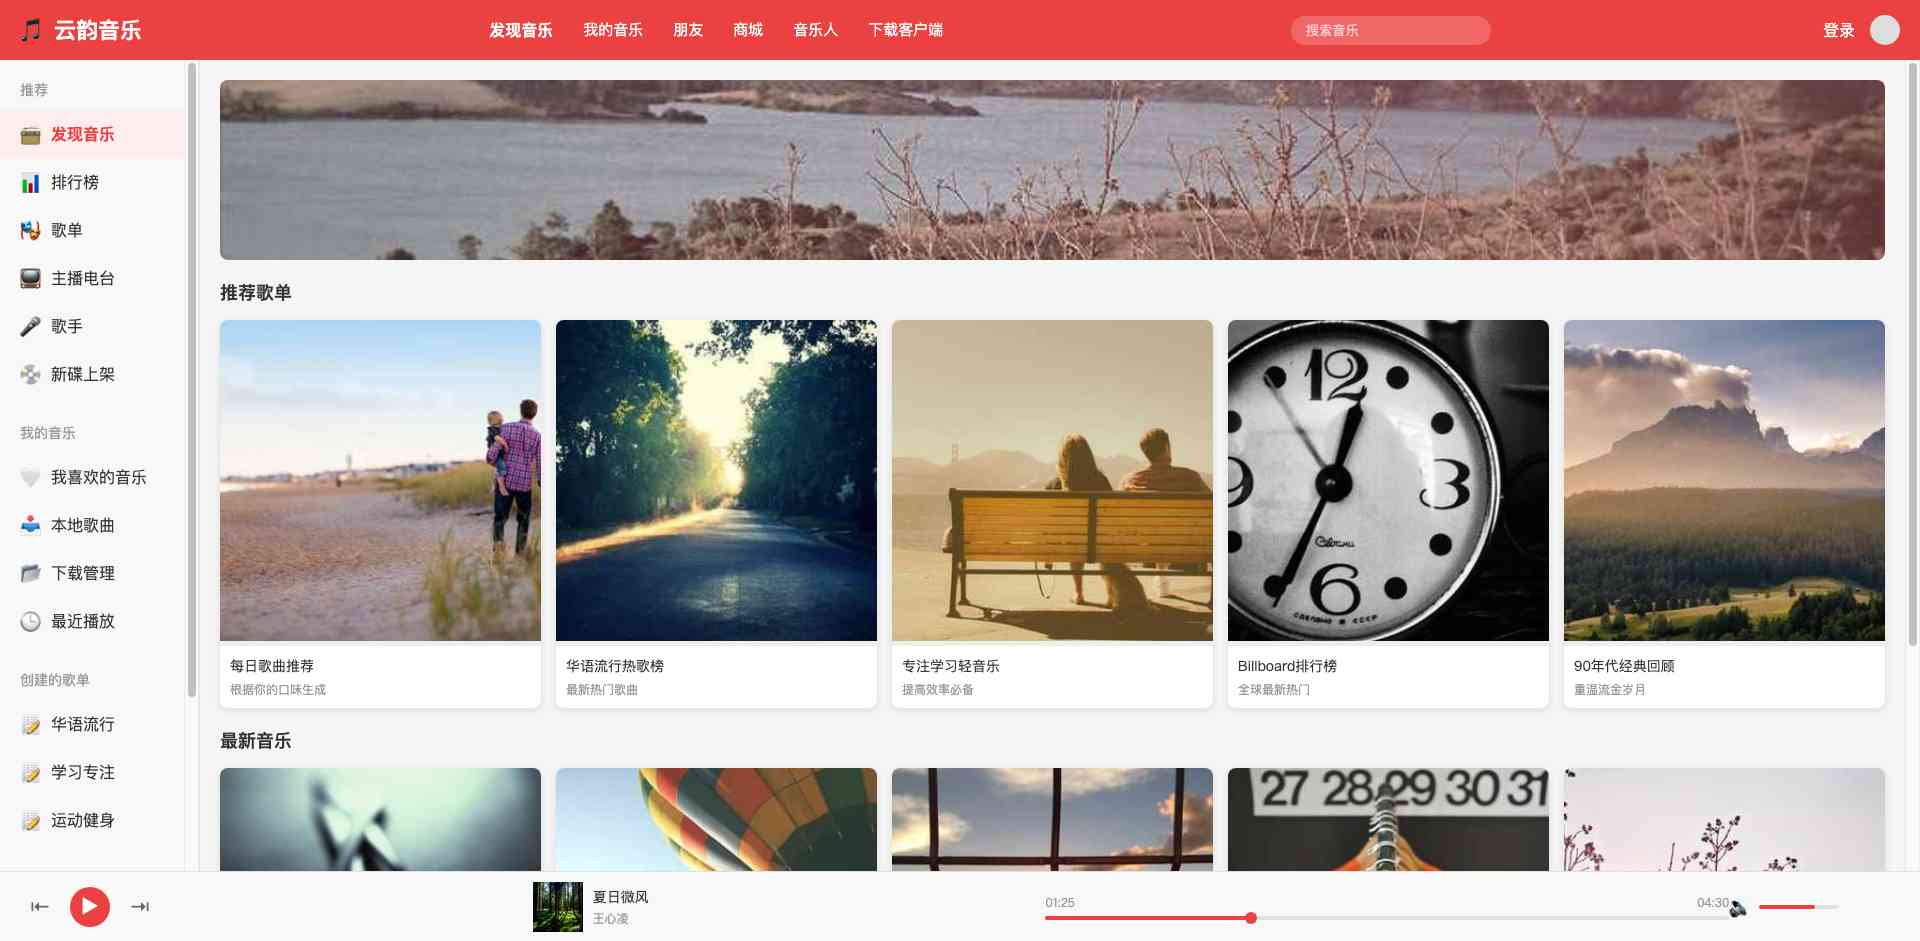 云韵音乐
发现音乐
我的音乐
朋友
商城
音乐人
下载客户端
搜索音乐
登录
推荐
发现音乐
排行榜
歌单
主播电台
歌手
新碟上架
我的音乐
我喜欢的音乐
本地歌曲
下载管理
最近播放
创建的歌单
华语流行
学习专注
运动健身
推荐歌单
12
9
3
6
每日歌曲推荐
根据你的口味生成
华语流行热歌榜
最新热门歌曲
专注学习轻音乐
提高效率必备
Billboard排行榜
全球最新热门
90年代经典回顾
重温流金岁月
最新音乐
27 28 29 30 31
夏日微风
王心凌
01:25
04:30